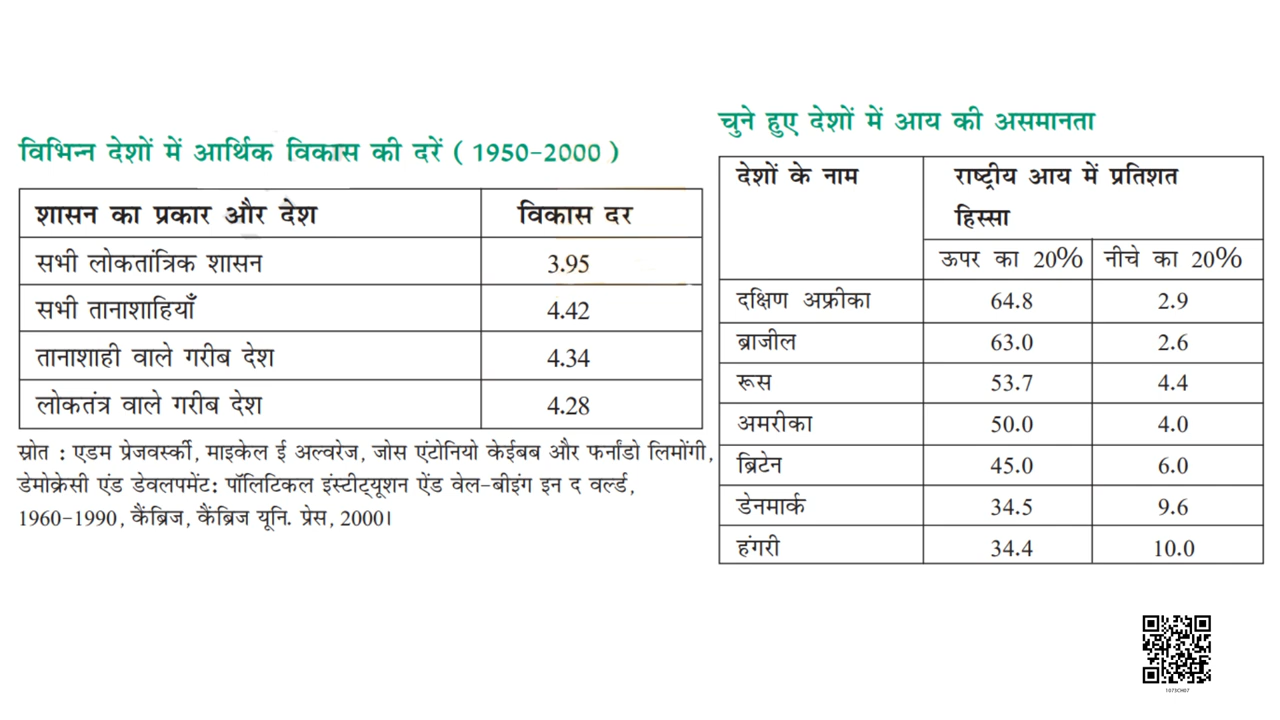 विभिन्न देशों में आर्थिक विकास की दरें ( 1950-2000 )
शासन का प्रकार और देश विकास दर
सभी लोकतांत्रिक शासन 3.95
सभी तानाशाहियाँ 4.42
तानाशाही वाले गरीब देश 4.34
लोकतंत्र वाले गरीब देश 4.28
स्रोत : एडम प्रेजवर्स्की, माइकेल ई अल्वरेज, जोस एंटोनियो केईबब और फर्नांडो लिमोंगी,
डेमोक्रेसी एंड डेवलपमेंट: पॉलिटिकल इंस्टीट्यूशन ऐंड वेल-बीइंग इन द वर्ल्ड,
1960-1990, कैंब्रिज, कैंब्रिज यूनि. प्रेस, 2000।
चुने हुए देशों में आय की असमानता
देशों के नाम राष्ट्रीय आय में प्रतिशत
हिस्सा
ऊपर का 20% नीचे का 20%
दक्षिण अफ्रीका 64.8 2.9
ब्राजील 63.0 2.6
रूस 53.7 4.4
अमरीका 50.0 4.0
ब्रिटेन 45.0 6.0
डेनमार्क 34.5 9.6
हंगरी 34.4 10.0
1073CH07